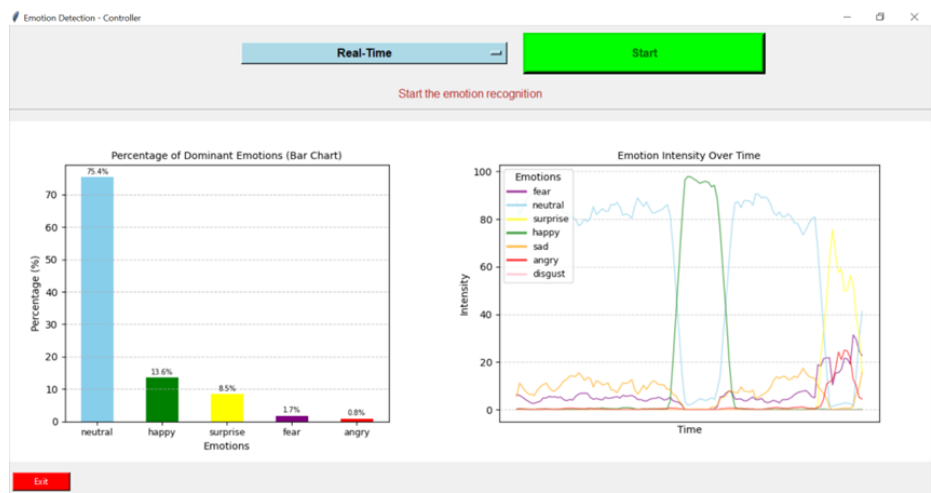 Emotion Detection - Controller
Real-Time
Start
Start the emotion recognition
Percentage of Dominant Emotions (Bar Chart)
75.4%
13.6%
8.5%
1.7%
0.8%
70
60
50
40
30
20
10
0
Percentage (%)
neutral happy surprise fear angry
Emotions
Emotion Intensity Over Time
100
80
60
40
20
0
Intensity
Emotions
fear
neutral
surprise
happy
sad
angry
disgust
Time
Exit